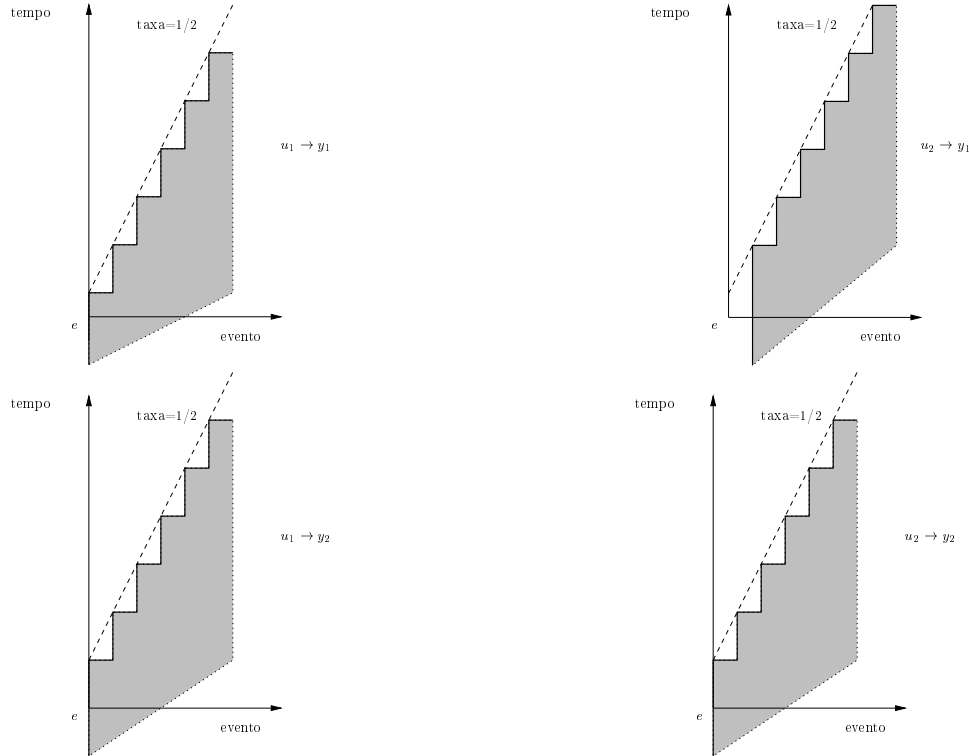 tempo
taxa=1/2
u₁ → y₁
e
evento
tempo
taxa=1/2
u₂ → y₁
e
evento
tempo
taxa=1/2
u₁ → y₂
e
evento
tempo
taxa=1/2
u₂ → y₂
e
evento